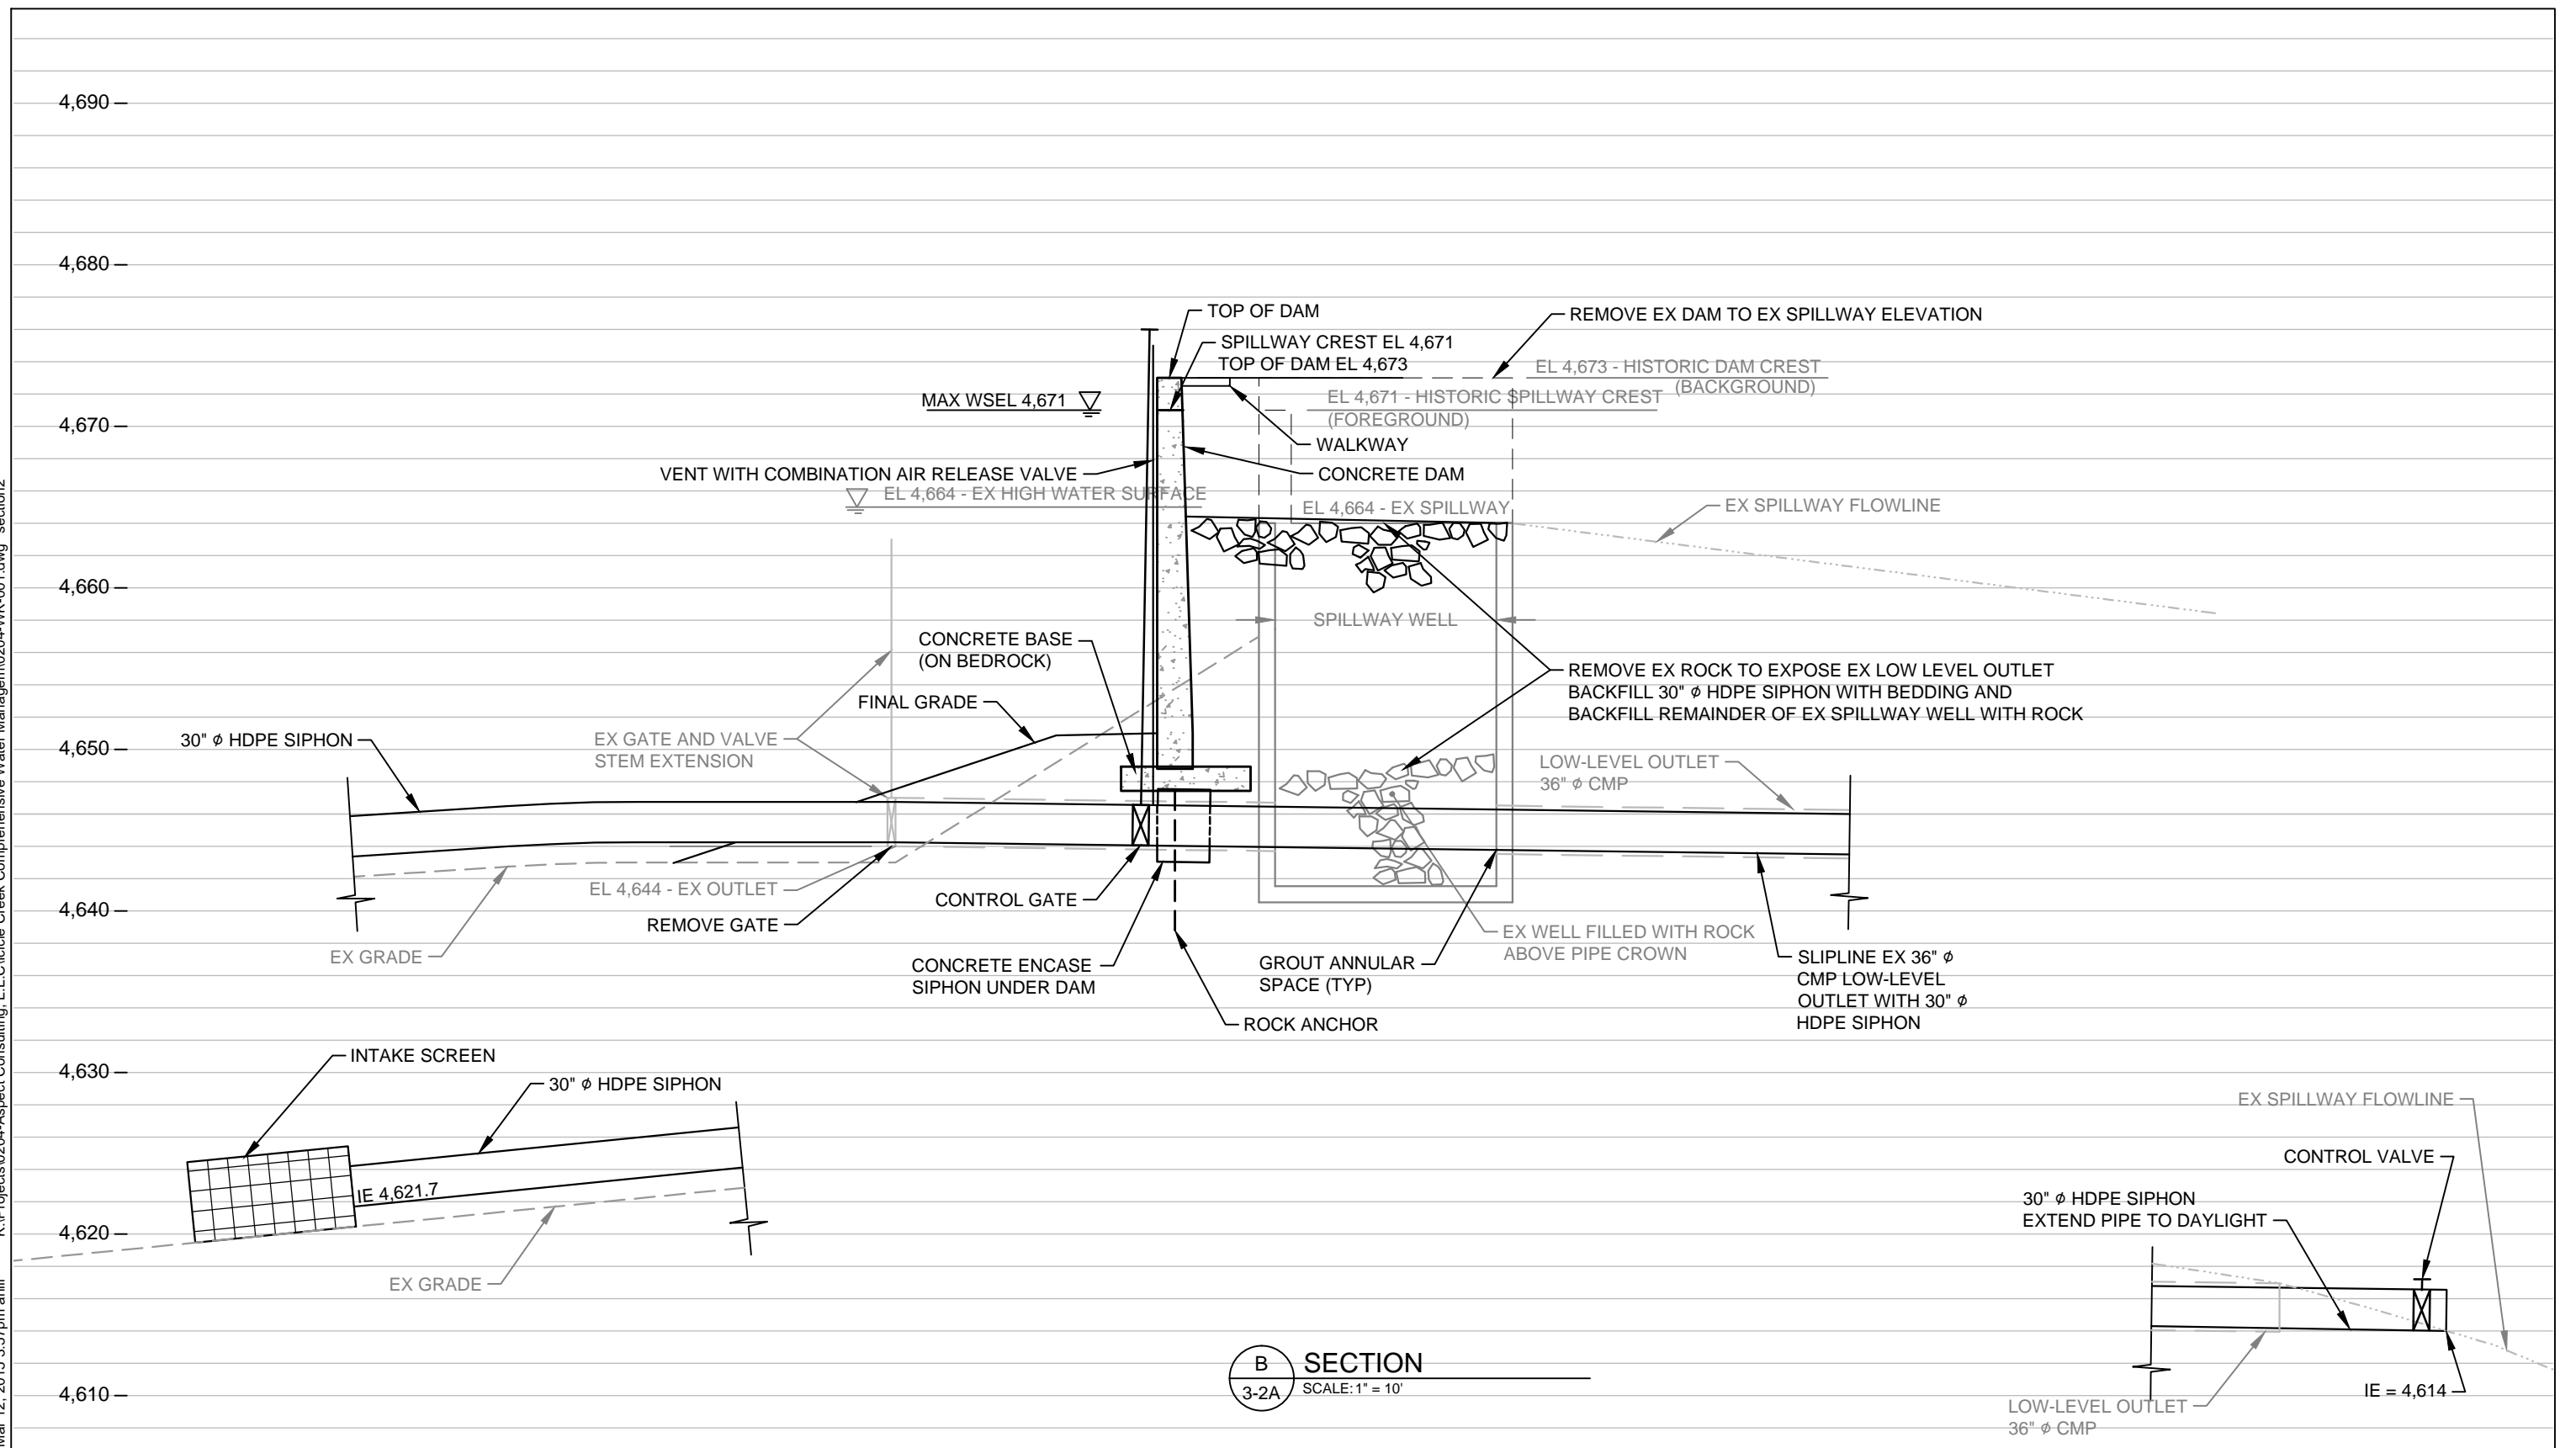 4,690
4,680
TOP OF DAM
REMOVE EX DAM TO EX SPILLWAY ELEVATION
SPILLWAY CREST EL 4,671
TOP OF DAM EL 4,673
EL 4,673 - HISTORIC DAM CREST
(BACKGROUND)
MAX WSEL 4,671
EL 4,671 - HISTORIC SPILLWAY CREST
(FOREGROUND)
4,670
WALKWAY
VENT WITH COMBINATION AIR RELEASE VALVE
CONCRETE DAM
EL 4,664 - EX HIGH WATER SURFACE
EL 4,664 - EX SPILLWAY
EX SPILLWAY FLOWLINE
4,660
SPILLWAY WELL
CONCRETE BASE
(ON BEDROCK)
REMOVE EX ROCK TO EXPOSE EX LOW LEVEL OUTLET
BACKFILL 30" ⌀ HDPE SIPHON WITH BEDDING AND
BACKFILL REMAINDER OF EX SPILLWAY WELL WITH ROCK
FINAL GRADE
30" ⌀ HDPE SIPHON
4,650
EX GATE AND VALVE
STEM EXTENSION
LOW-LEVEL OUTLET
36" ⌀ CMP
EL 4,644 - EX OUTLET
CONTROL GATE
4,640
REMOVE GATE
EX GRADE
EX WELL FILLED WITH ROCK
ABOVE PIPE CROWN
CONCRETE ENCASE
SIPHON UNDER DAM
GROUT ANNULAR
SPACE (TYP)
SLIPLINE EX 36" ⌀
CMP LOW-LEVEL
OUTLET WITH 30" ⌀
HDPE SIPHON
ROCK ANCHOR
INTAKE SCREEN
4,630
30" ⌀ HDPE SIPHON
EX SPILLWAY FLOWLINE
CONTROL VALVE
IE 4,621.7
30" ⌀ HDPE SIPHON
EXTEND PIPE TO DAYLIGHT
4,620
EX GRADE
B
3-2A
SECTION
SCALE: 1" = 10'
4,610
IE = 4,614
LOW-LEVEL OUTLET
36" ⌀ CMP